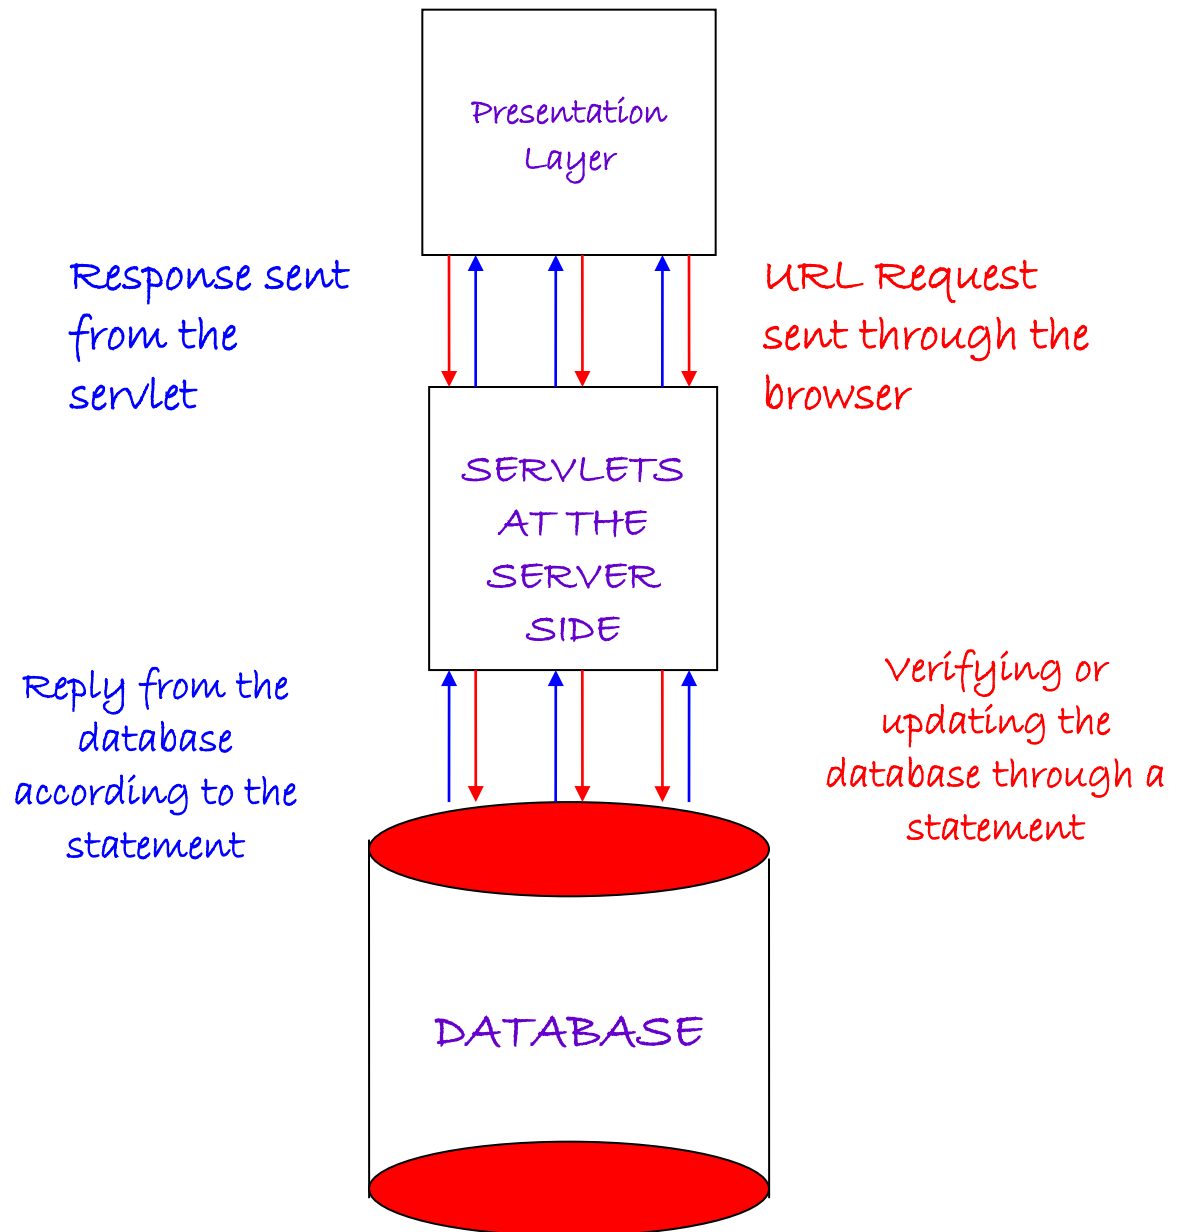 Presentation
Layer
Response sent
from the
servlet
URL Request
sent through the
browser
SERVLETS
AT THE
SERVER
SIDE
Reply from the
database
according to the
statement
Verifying or
updating the
database through a
statement
DATABASE